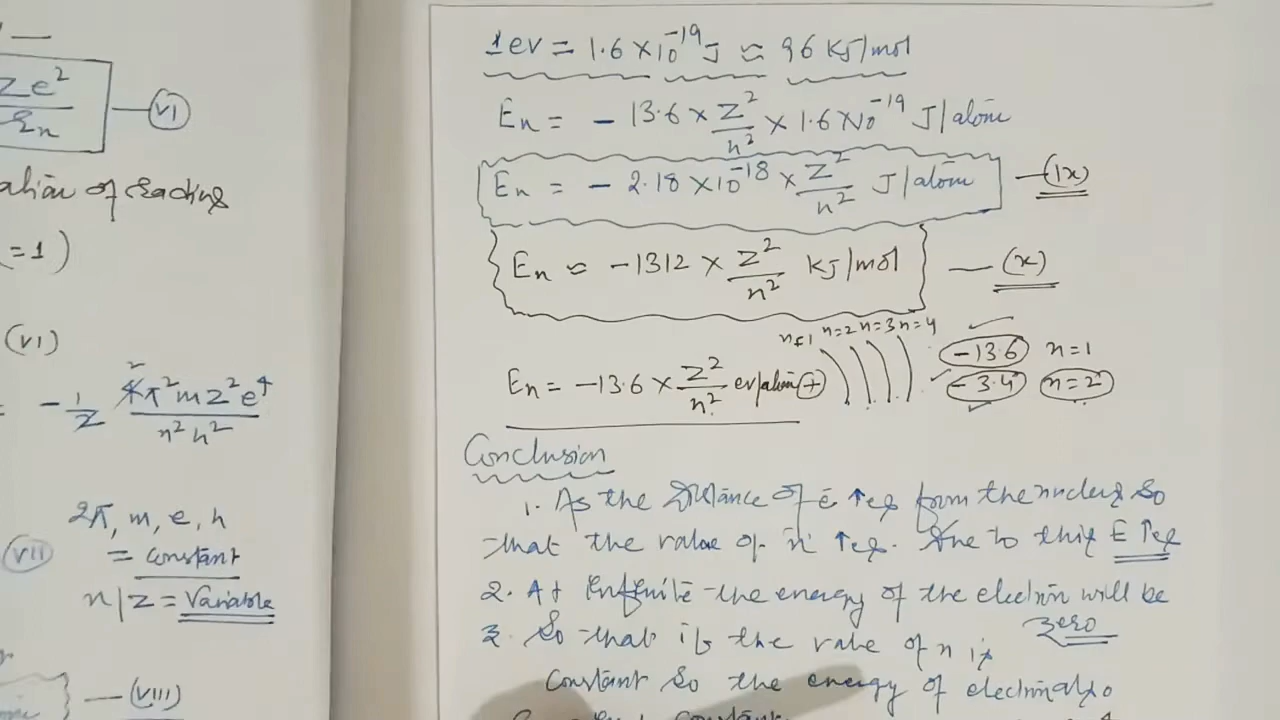 Ze²
—(VI)
of
(=1)
(VI)
= -1/2 4π²mZ²e⁴
2
n²h²
2π, m, e, h
(VII) = Constant
n|Z = Variable
—(VIII)
1ev = 1.6×10⁻¹⁹J ≈ 96 KJ/mol
En = - 13.6 × Z²/n² × 1.6×10⁻¹⁹ J/atom
En = - 2.18×10⁻¹⁸ × Z²/n² J/atom —(IX)
En ≈ -1312 × Z²/n² KJ/mol —(X)
n=1 n=2 n=3 n=4
-13.6 n=1
En = -13.6 × Z²/n² ev/atom (+) -3.4 n=2
Conclusion
1. As the Distance of e̅ ↑es from the nucleus so
that the value of 'n' ↑es. Due to this E ↑es
2. At Infinite the energy of the electron will be
zero
3. So that if the value of n is
Constant so the energy of electron also
Constant.